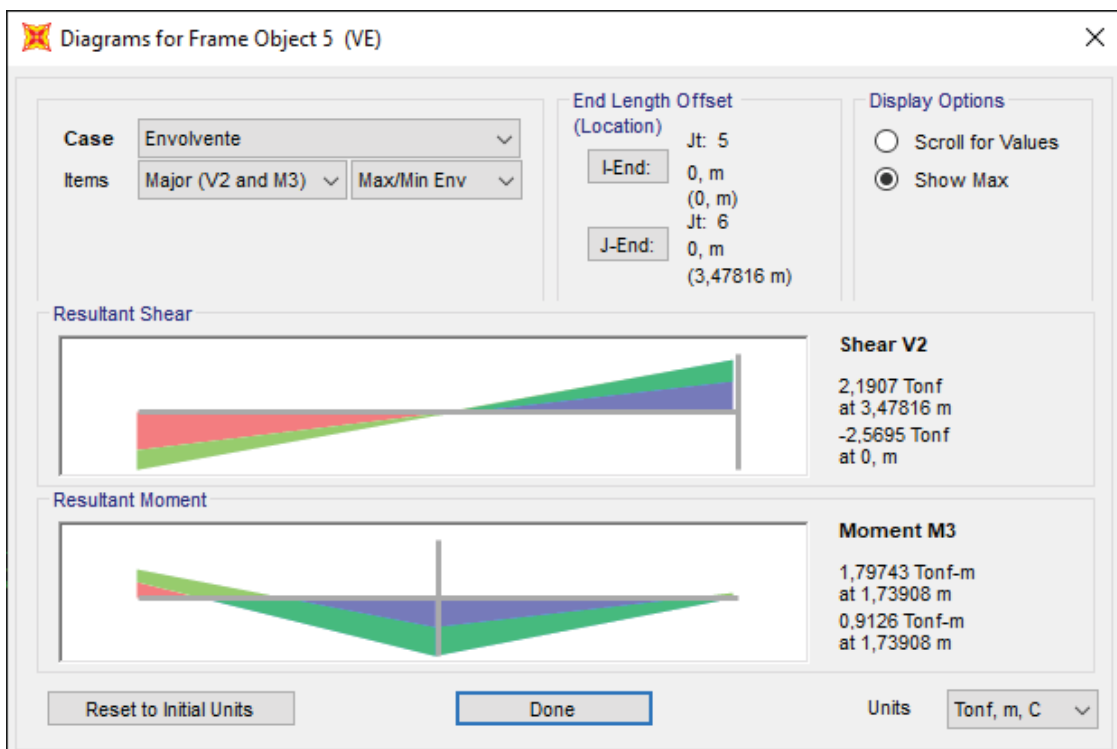 Diagrams for Frame Object 5 (VE)
Case
Envolvente
Items
Major (V2 and M3)
Max/Min Env
End Length Offset
(Location)
I-End:
Jt: 5
0, m
(0, m)
J-End:
Jt: 6
0, m
(3,47816 m)
Display Options
Scroll for Values
Show Max
Resultant Shear
Shear V2
2,1907 Tonf
at 3,47816 m
-2,5695 Tonf
at 0, m
Resultant Moment
Moment M3
1,79743 Tonf-m
at 1,73908 m
0,9126 Tonf-m
at 1,73908 m
Reset to Initial Units
Done
Units
Tonf, m, C